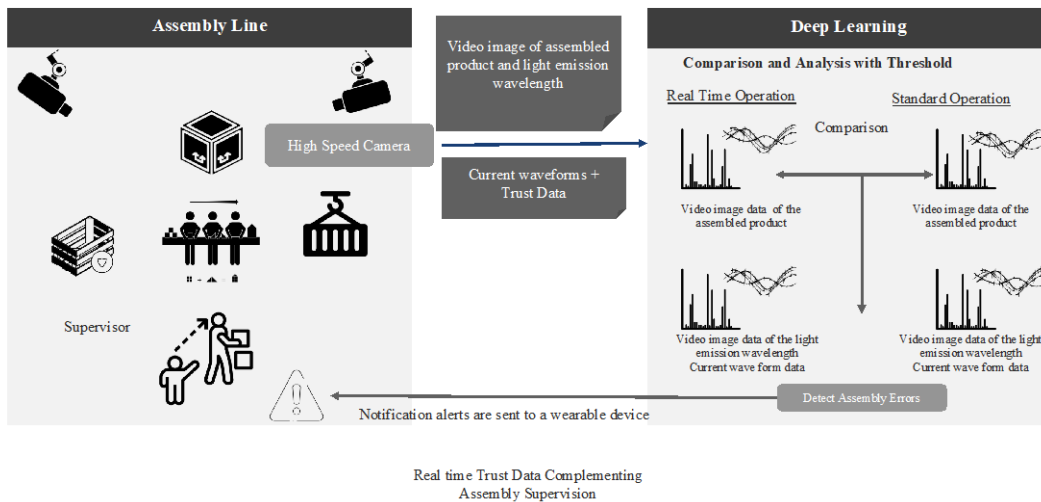 Assembly Line
Video image of assembled
product and light emission
wavelength
High Speed Camera
Current waveforms +
Trust Data
Supervisor
Deep Learning
Comparison and Analysis with Threshold
Real Time Operation
Standard Operation
Comparison
Video image data of the
assembled product
Video image data of the
assembled product
Video image data of the light
emission wavelength
Current wave form data
Video image data of the light
emission wavelength
Current wave form data
Detect Assembly Errors
Notification alerts are sent to a wearable device
Real time Trust Data Complementing
Assembly Supervision